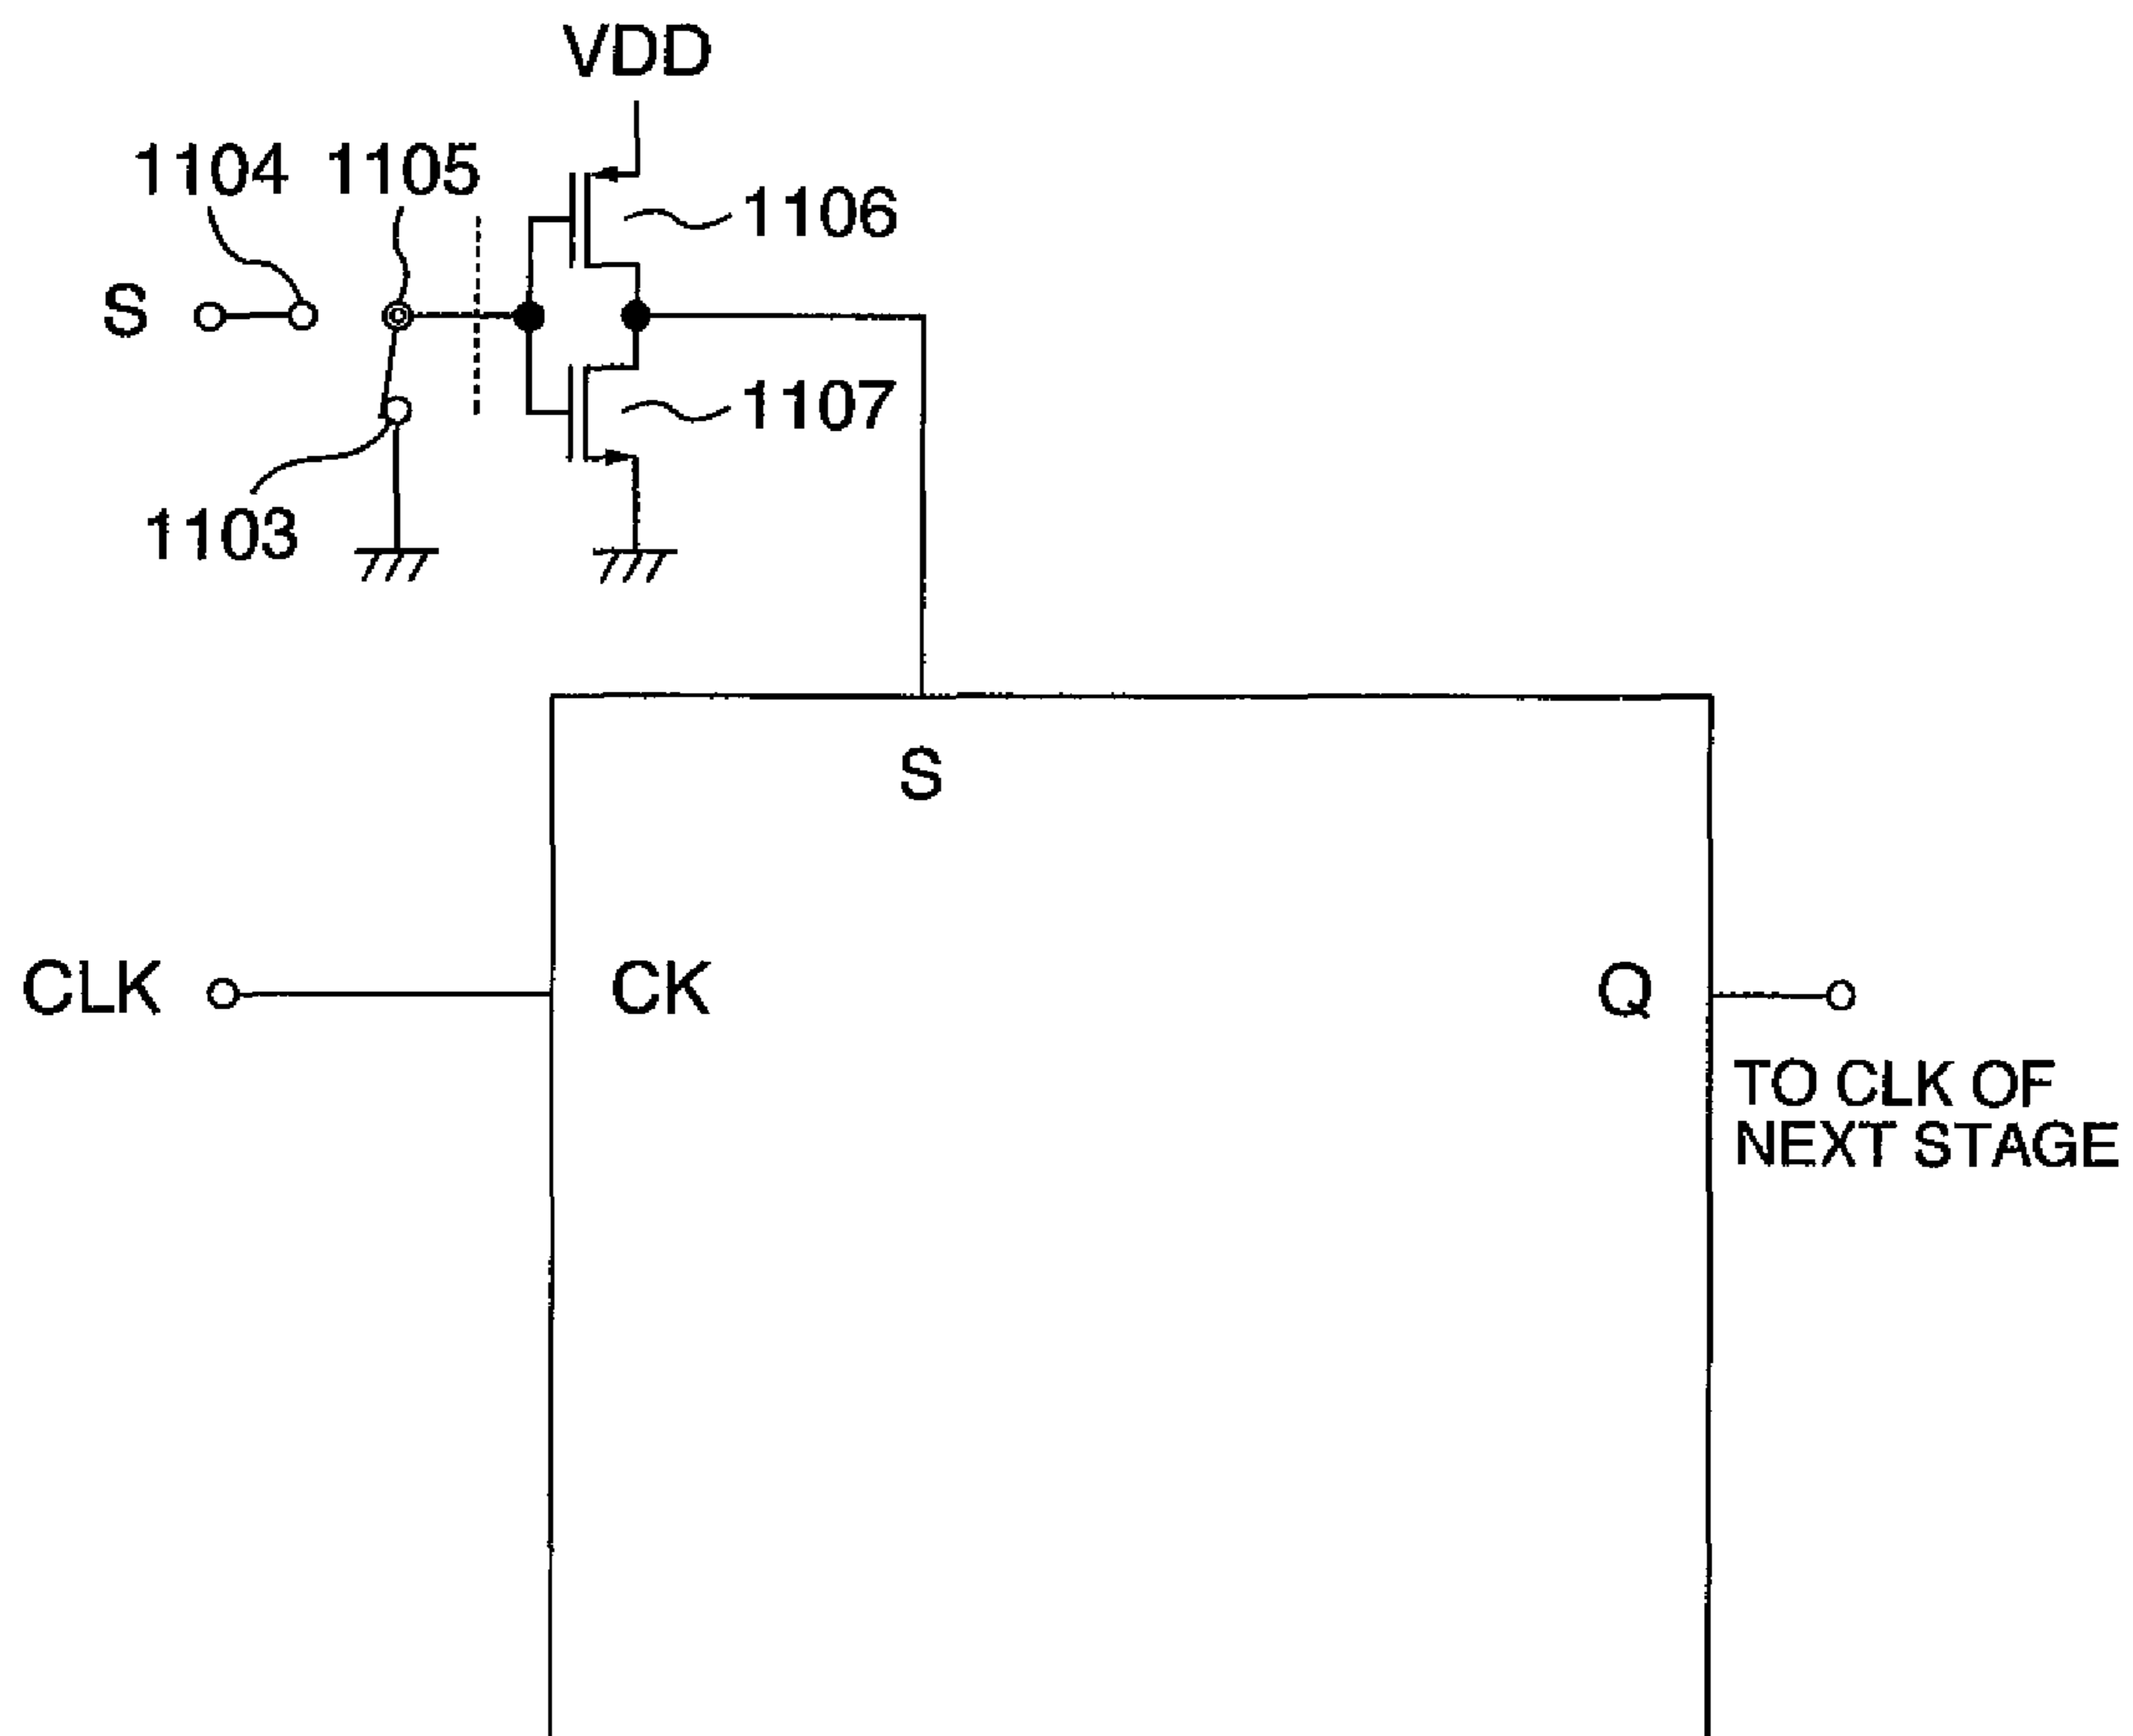 VDD
1104 1105
1106
S
1107
1103
S
CLK
CK
Q
TO CLK OF
NEXT STAGE